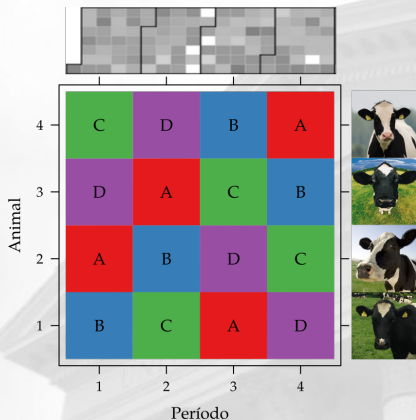 Animal
4 C D B A
3 D A C B
2 A B D C
1 B C A D
1 2 3 4
Período